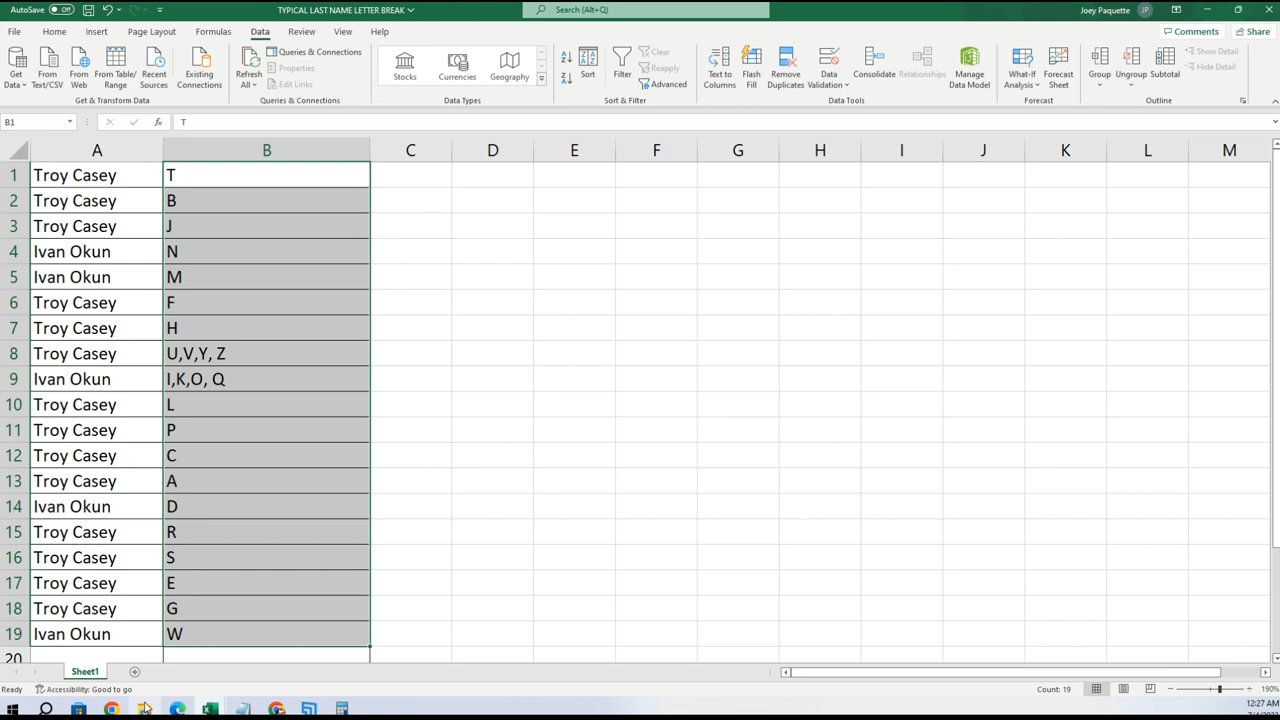 AutoSave Off TYPICAL LAST NAME LETTER BREAK Search (Alt+Q) Joey Paquette JP
File Home Insert Page Layout Formulas Data Review View Help Comments Share
Get Data From Text/CSV From Web From Table/Range Recent Sources Existing Connections
Get & Transform Data
Refresh All Queries & Connections Properties Edit Links
Queries & Connections
Stocks Currencies Geography
Data Types
Sort Filter Clear Reapply Advanced
Sort & Filter
Text to Columns Flash Fill Remove Duplicates Data Validation Consolidate Relationships Manage Data Model
Data Tools
What-If Analysis Forecast Sheet
Forecast
Group Ungroup Subtotal Show Detail Hide Detail
Outline
B1 fx T
A B C D E F G H I J K L M
1 Troy Casey T
2 Troy Casey B
3 Troy Casey J
4 Ivan Okun N
5 Ivan Okun M
6 Troy Casey F
7 Troy Casey H
8 Troy Casey U,V,Y, Z
9 Ivan Okun I,K,O, Q
10 Troy Casey L
11 Troy Casey P
12 Troy Casey C
13 Troy Casey A
14 Ivan Okun D
15 Troy Casey R
16 Troy Casey S
17 Troy Casey E
18 Troy Casey G
19 Ivan Okun W
20
Sheet1
Ready Accessibility: Good to go Count: 19 190%
12:27 AM